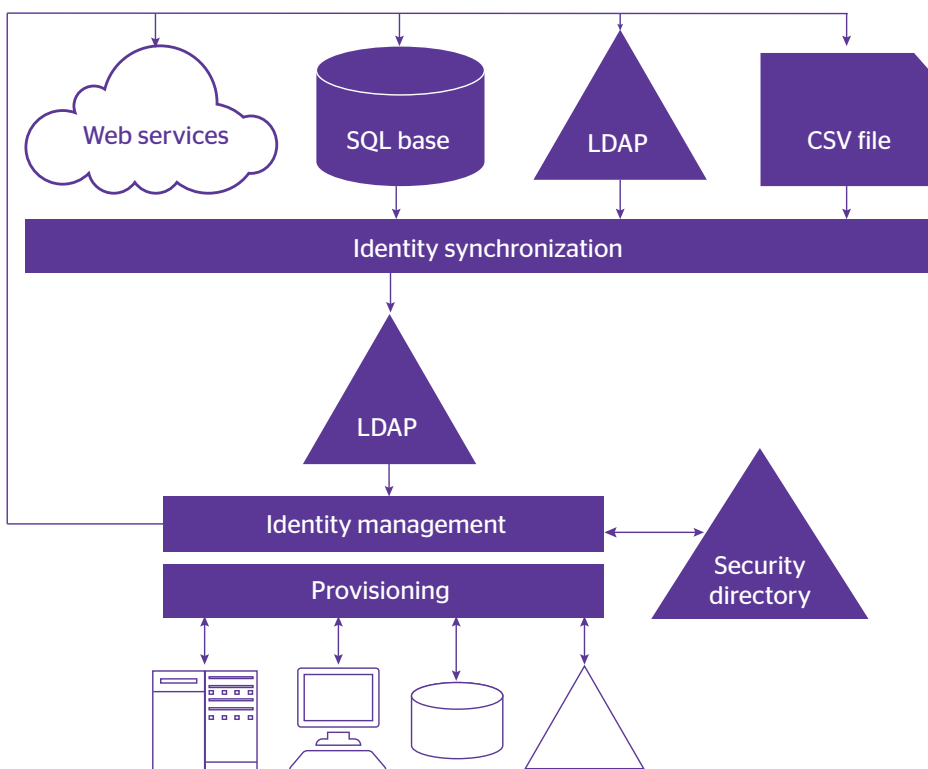 Web services
SQL base
LDAP
CSV file
Identity synchronization
LDAP
Identity management
Security
directory
Provisioning